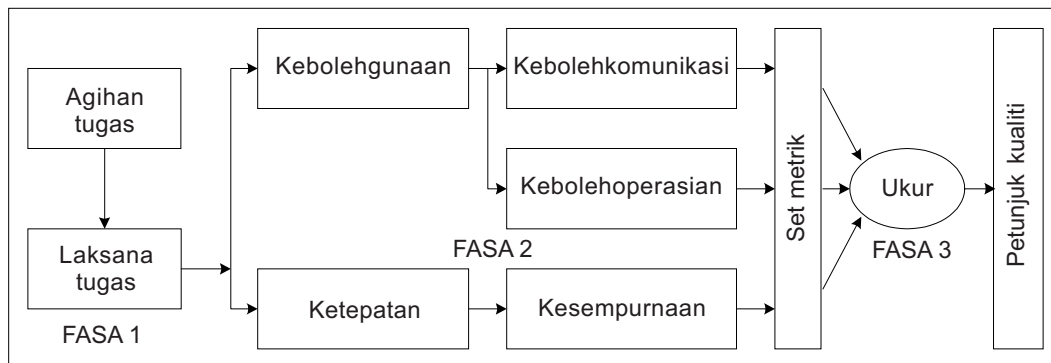 Agihan
tugas
Laksana
tugas
FASA 1
Kebolehgunaan
Kebolehkomunikasi
Kebolehoperasian
FASA 2
Ketepatan
Kesempurnaan
Set metrik
Ukur
FASA 3
Petunjuk kualiti